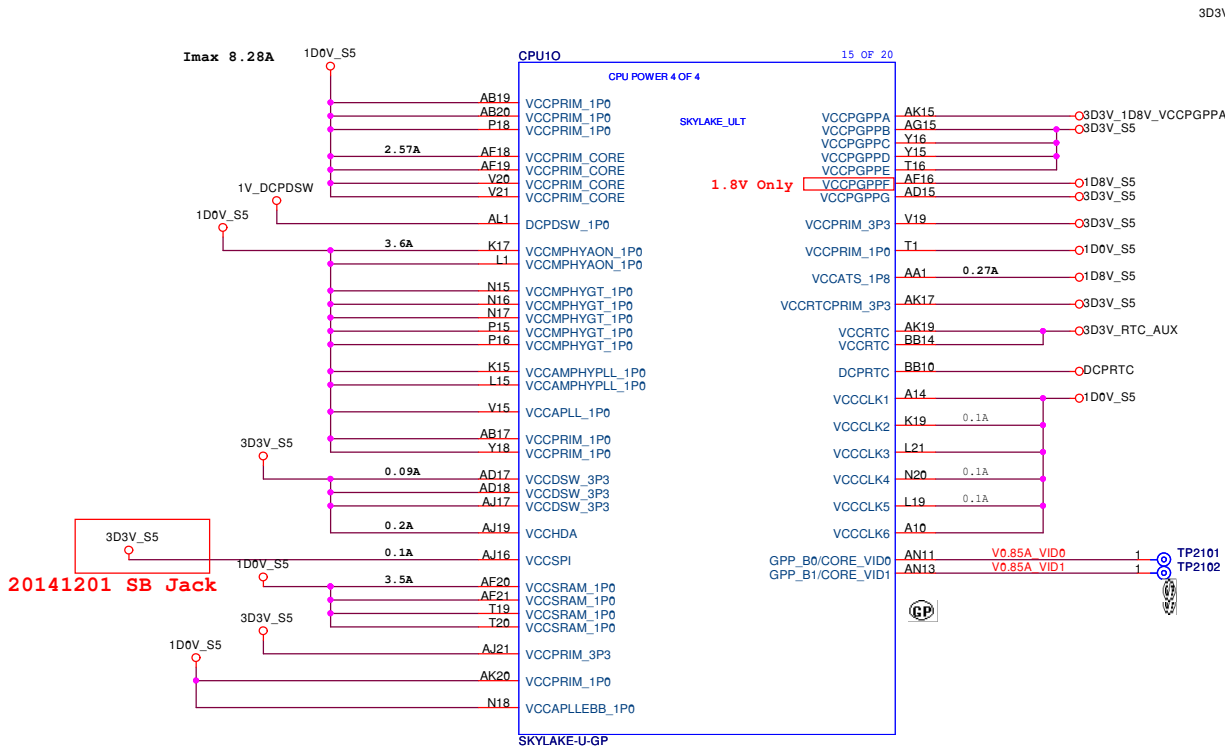 3D3V
Imax 8.28A
1D0V_S5
CPU1O
15 OF 20
CPU POWER 4 OF 4
SKYLAKE_ULT
AB19 VCCPRIM_1P0
AB20 VCCPRIM_1P0
P18 VCCPRIM_1P0
2.57A AF18 VCCPRIM_CORE
AF19 VCCPRIM_CORE
V20 VCCPRIM_CORE
V21 VCCPRIM_CORE
1V_DCPDSW
AL1 DCPDSW_1P0
1D0V_S5
3.6A K17 VCCMPHYAON_1P0
L1 VCCMPHYAON_1P0
N15 VCCMPHYGT_1P0
N16 VCCMPHYGT_1P0
N17 VCCMPHYGT_1P0
P15 VCCMPHYGT_1P0
P16 VCCMPHYGT_1P0
K15 VCCAMPHYPLL_1P0
L15 VCCAMPHYPLL_1P0
V15 VCCAPLL_1P0
AB17 VCCPRIM_1P0
Y18 VCCPRIM_1P0
3D3V_S5
0.09A AD17 VCCDSW_3P3
AD18 VCCDSW_3P3
AJ17 VCCDSW_3P3
0.2A AJ19 VCCHDA
3D3V_S5
0.1A AJ16 VCCSPI
20141201 SB Jack
1D0V_S5
3.5A AF20 VCCSRAM_1P0
AF21 VCCSRAM_1P0
T19 VCCSRAM_1P0
T20 VCCSRAM_1P0
3D3V_S5
AJ21 VCCPRIM_3P3
1D0V_S5
AK20 VCCPRIM_1P0
N18 VCCAPLLEBB_1P0
VCCPGPPA AK15 3D3V_1D8V_VCCPGPPA
VCCPGPPB AG15 3D3V_S5
VCCPGPPC Y16
VCCPGPPD Y15
VCCPGPPE T16
1.8V Only VCCPGPPF AF16 1D8V_S5
VCCPGPPG AD15 3D3V_S5
VCCPRIM_3P3 V19 3D3V_S5
VCCPRIM_1P0 T1 1D0V_S5
VCCATS_1P8 AA1 0.27A 1D8V_S5
VCCRTCPRIM_3P3 AK17 3D3V_S5
VCCRTC AK19 3D3V_RTC_AUX
VCCRTC BB14
DCPRTC BB10 DCPRTC
VCCCLK1 A14 1D0V_S5
VCCCLK2 K19 0.1A
VCCCLK3 L21
VCCCLK4 N20 0.1A
VCCCLK5 L19 0.1A
VCCCLK6 A10
GPP_B0/CORE_VID0 AN11 V0.85A_VID0 1 TP2101
GPP_B1/CORE_VID1 AN13 V0.85A_VID1 1 TP2102
GP
SKYLAKE-U-GP